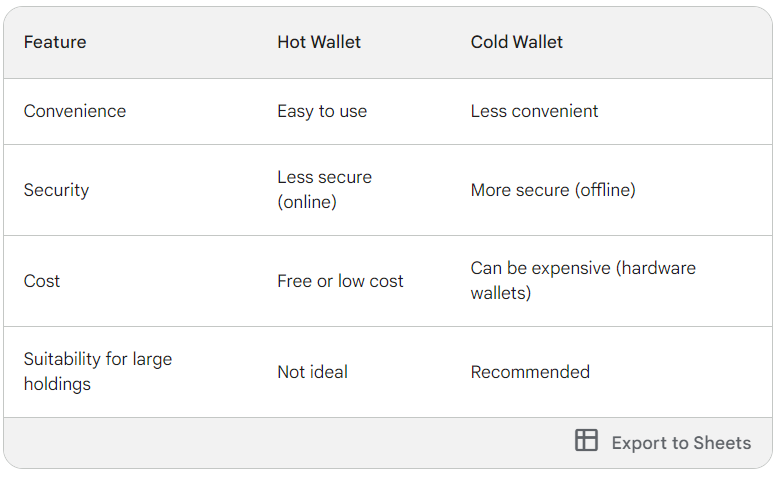 Feature Hot Wallet Cold Wallet
Convenience Easy to use Less convenient
Security Less secure (online) More secure (offline)
Cost Free or low cost Can be expensive (hardware wallets)
Suitability for large holdings Not ideal Recommended
Export to Sheets